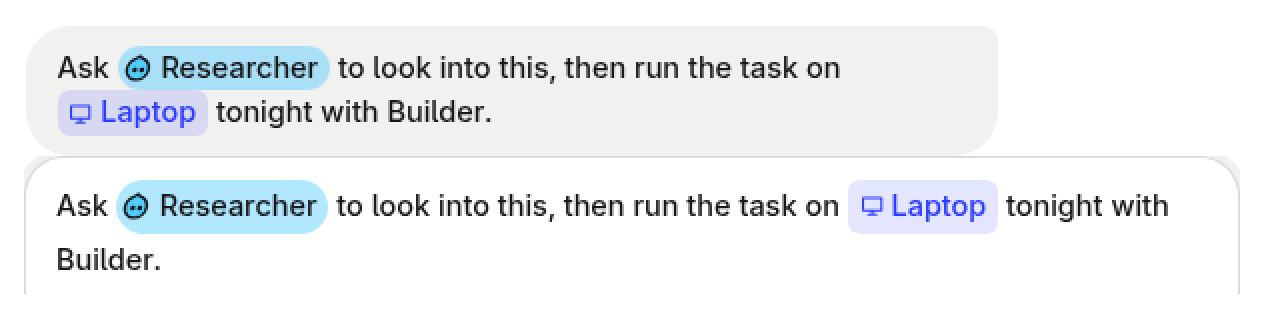 Ask Researcher to look into this, then run the task on
Laptop tonight with Builder.
Ask Researcher to look into this, then run the task on Laptop tonight with
Builder.